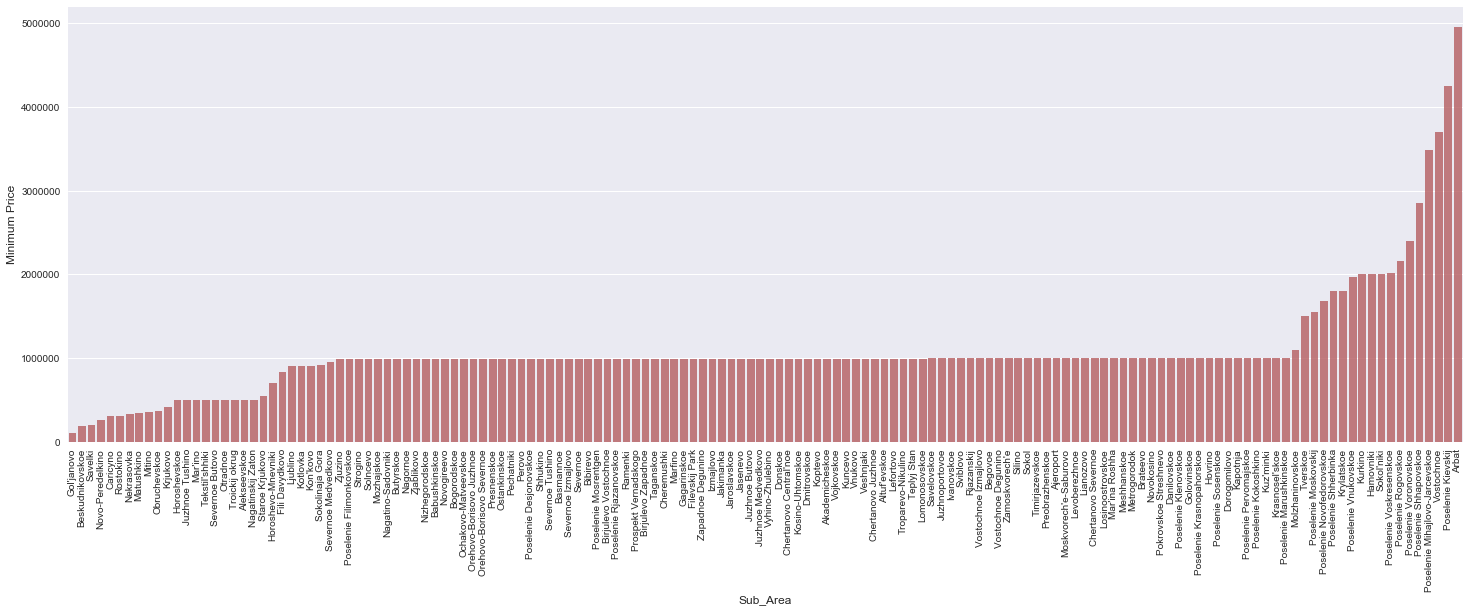 5000000
4000000
3000000
2000000
1000000
0
Minimum Price
Gol'janovo
Beskudnikovskoe
Savelki
Novo-Peredelkino
Caricyno
Rostokino
Nekrasovka
Matushkino
Mitino
Obruchevskoe
Krjukovo
Horoshevskoe
Juzhnoe Tushino
Mar'ino
Tekstil'shhiki
Severnoe Butovo
Otradnoe
Troickij okrug
Alekseevskoe
Nagatinskij Zaton
Staroe Krjukovo
Horoshevo-Mnevniki
Fili Davydkovo
Ljublino
Kotlovka
Kon'kovo
Sokolinaja Gora
Severnoe Medvedkovo
Zjuzino
Poselenie Filimonkovskoe
Strogino
Solncevo
Mozhajskoe
Nagatino-Sadovniki
Butyrskoe
Nagornoe
Zjablikovo
Nizhegorodskoe
Babushkinskoe
Novogireevo
Bogorodskoe
Ochakovo-Matveevskoe
Orehovo-Borisovo Juzhnoe
Orehovo-Borisovo Severnoe
Presnenskoe
Ostankinskoe
Pechatniki
Perovo
Poselenie Desjonovskoe
Shhukino
Severnoe Tushino
Basmannoe
Severnoe Izmajlovo
Severnoe
Bibirevo
Poselenie Mosrentgen
Birjulevo Vostochnoe
Poselenie Rjazanovskoe
Ramenki
Prospekt Vernadskogo
Birjulevo Zapadnoe
Taganskoe
Cheremushki
Marfino
Gagarinskoe
Filevskij Park
Zapadnoe Degunino
Izmajlovo
Jakimanka
Jaroslavskoe
Jasenevo
Juzhnoe Butovo
Juzhnoe Medvedkovo
Vyhino-Zhulebino
Donskoe
Chertanovo Central'noe
Kosino-Uhtomskoe
Dmitrovskoe
Koptevo
Akademicheskoe
Vojkovskoe
Kuncevo
Vnukovo
Veshnjaki
Chertanovo Juzhnoe
Altuf'evskoe
Lefortovo
Troparevo-Nikulino
Teplyj Stan
Lomonosovskoe
Savelovskoe
Juzhnoportovoe
Ivanovskoe
Sviblovo
Rjazanskij
Vostochnoe Izmajlovo
Begovoe
Vostochnoe Degunino
Zamoskvorech'e
Silino
Sokol
Timirjazevskoe
Preobrazhenskoe
Ajeroport
Moskvorech'e-Saburovo
Levoberezhnoe
Lianozovo
Chertanovo Severnoe
Losinoostrovskoe
Mar'ina Roshha
Meshhanskoe
Metrogorodok
Brateevo
Novokosino
Pokrovskoe Streshnevo
Danilovskoe
Poselenie Klenovskoe
Golovinskoe
Poselenie Krasnopahorskoe
Hovrino
Poselenie Sosenskoe
Dorogomilovo
Kapotnja
Poselenie Pervomajskoe
Poselenie Kokoshkino
Kuz'minki
Krasnosel'skoe
Poselenie Marushkinskoe
Molzhaninovskoe
Tverskoe
Poselenie Moskovskij
Poselenie Novofedorovskoe
Poselenie Shherbinka
Krylatskoe
Poselenie Vnukovskoe
Kurkino
Hamovniki
Sokol'niki
Poselenie Voskresenskoe
Poselenie Rogovskoe
Poselenie Voronovskoe
Poselenie Shhapovskoe
Poselenie Mihajlovo-Jarcevskoe
Vostochnoe
Poselenie Kievskij
Arbat
Sub_Area